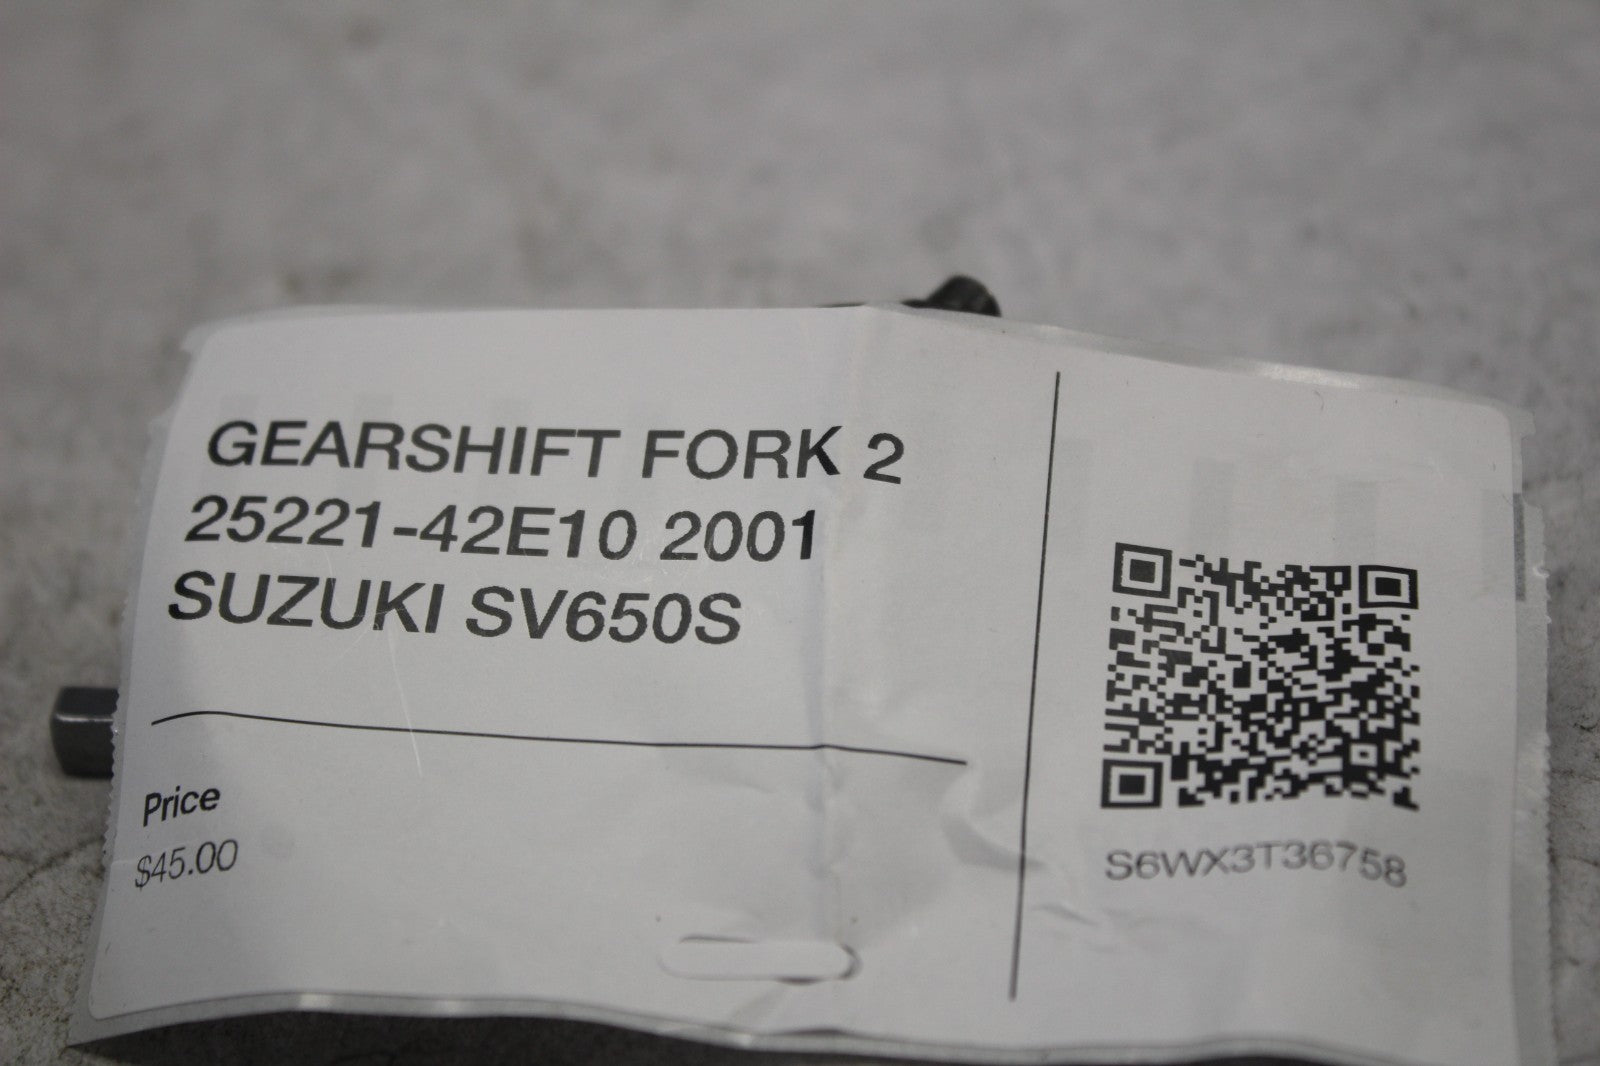 GEARSHIFT FORK 2
25221-42E10 2001
SUZUKI SV650S
Price
$45.00
S6WX3T36758